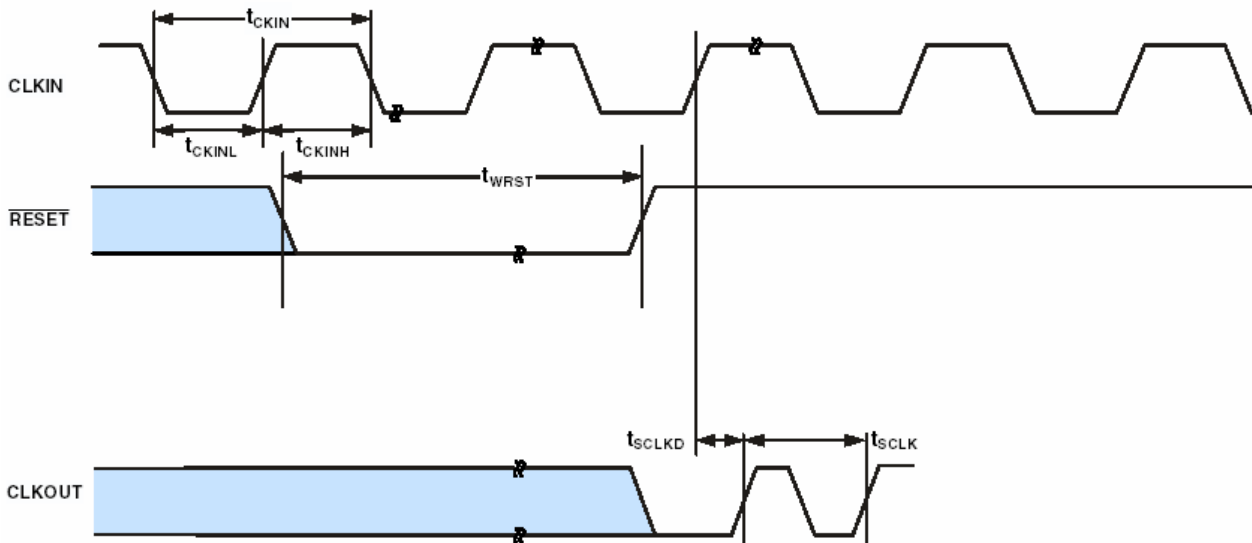 tCKIN
CLKIN
tCKINL
tCKINH
tWRST
RESET
tSCLKD
tSCLK
CLKOUT